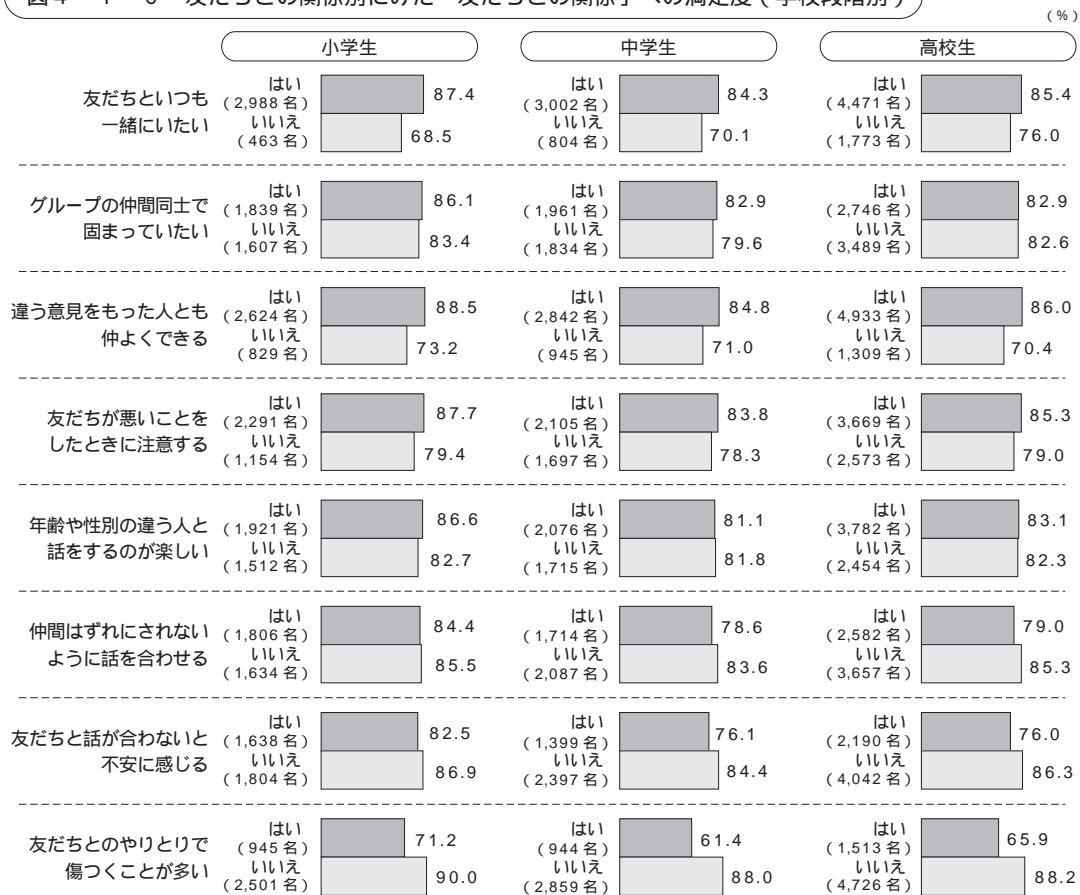 図４－１－６ 友だちとの関係別にみた「友だちとの関係」への満足度（学校段階別）
（％）
小学生 中学生 高校生
友だちといつも
一緒にいたい
はい
（2,988名）
いいえ
（463名）
87.4
68.5
はい
（3,002名）
いいえ
（804名）
84.3
70.1
はい
（4,471名）
いいえ
（1,773名）
85.4
76.0
グループの仲間同士で
固まっていたい
はい
（1,839名）
いいえ
（1,607名）
86.1
83.4
はい
（1,961名）
いいえ
（1,834名）
82.9
79.6
はい
（2,746名）
いいえ
（3,489名）
82.9
82.6
違う意見をもった人とも
仲よくできる
はい
（2,624名）
いいえ
（829名）
88.5
73.2
はい
（2,842名）
いいえ
（945名）
84.8
71.0
はい
（4,933名）
いいえ
（1,309名）
86.0
70.4
友だちが悪いことを
したときに注意する
はい
（2,291名）
いいえ
（1,154名）
87.7
79.4
はい
（2,105名）
いいえ
（1,697名）
83.8
78.3
はい
（3,669名）
いいえ
（2,573名）
85.3
79.0
年齢や性別の違う人と
話をするのが楽しい
はい
（1,921名）
いいえ
（1,512名）
86.6
82.7
はい
（2,076名）
いいえ
（1,715名）
81.1
81.8
はい
（3,782名）
いいえ
（2,454名）
83.1
82.3
仲間はずれにされない
ように話を合わせる
はい
（1,806名）
いいえ
（1,634名）
84.4
85.5
はい
（1,714名）
いいえ
（2,087名）
78.6
83.6
はい
（2,582名）
いいえ
（3,657名）
79.0
85.3
友だちと話が合わないと
不安に感じる
はい
（1,638名）
いいえ
（1,804名）
82.5
86.9
はい
（1,399名）
いいえ
（2,397名）
76.1
84.4
はい
（2,190名）
いいえ
（4,042名）
76.0
86.3
友だちとのやりとりで
傷つくことが多い
はい
（945名）
いいえ
（2,501名）
71.2
90.0
はい
（944名）
いいえ
（2,859名）
61.4
88.0
はい
（1,513名）
いいえ
（4,726名）
65.9
88.2